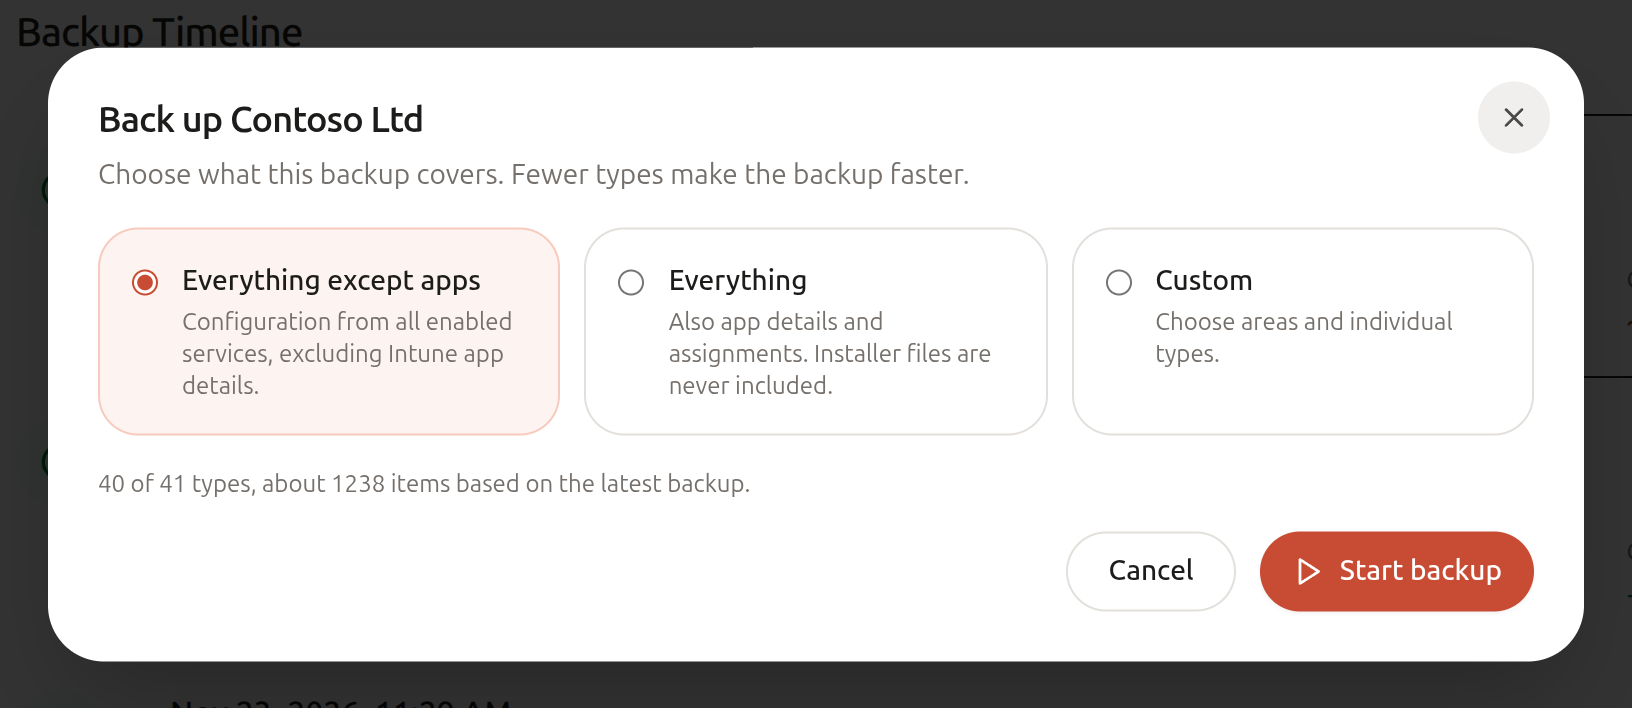 Backup Timeline
Back up Contoso Ltd
Choose what this backup covers. Fewer types make the backup faster.
Everything except apps
Configuration from all enabled
services, excluding Intune app
details.
Everything
Also app details and
assignments. Installer files are
never included.
Custom
Choose areas and individual
types.
40 of 41 types, about 1238 items based on the latest backup.
Cancel
Start backup